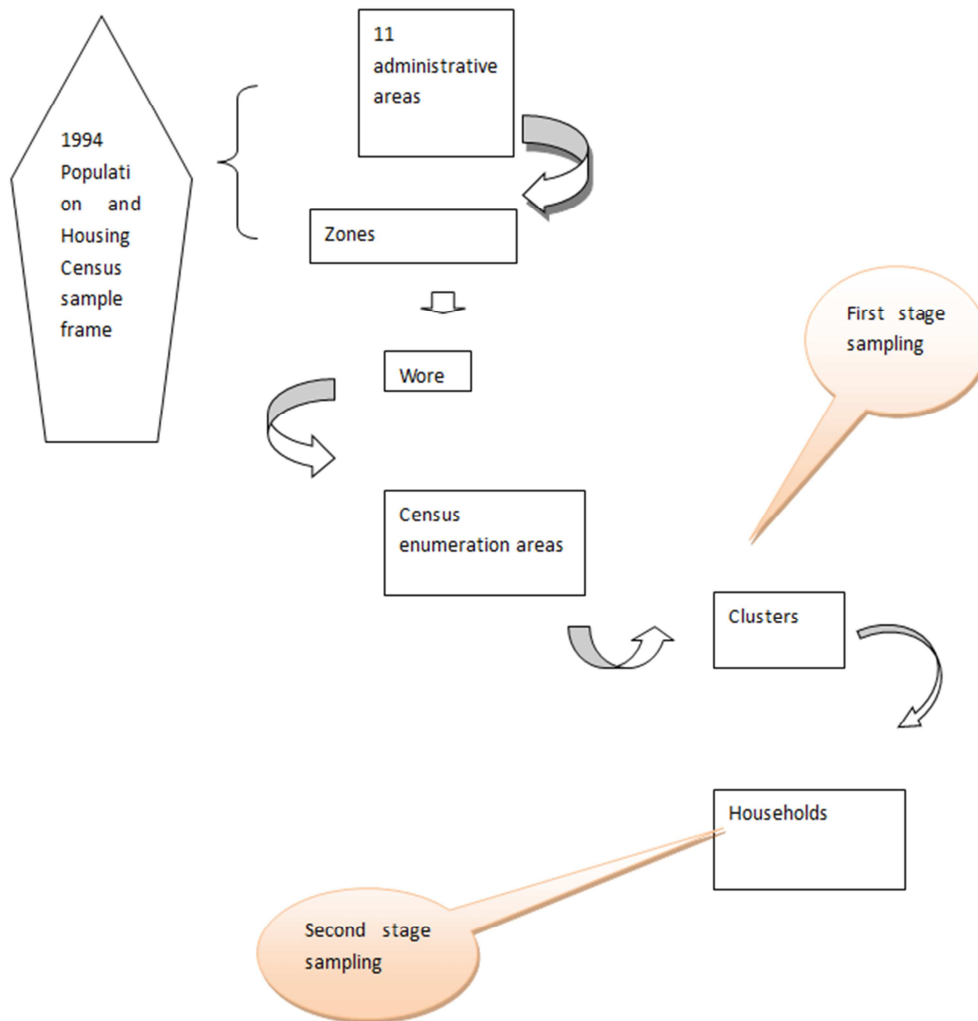 11
administrative
areas
1994
Populati
on and
Housing
Census
sample
frame
Zones
Wore
First stage
sampling
Census
enumeration areas
Clusters
Households
Second stage
sampling